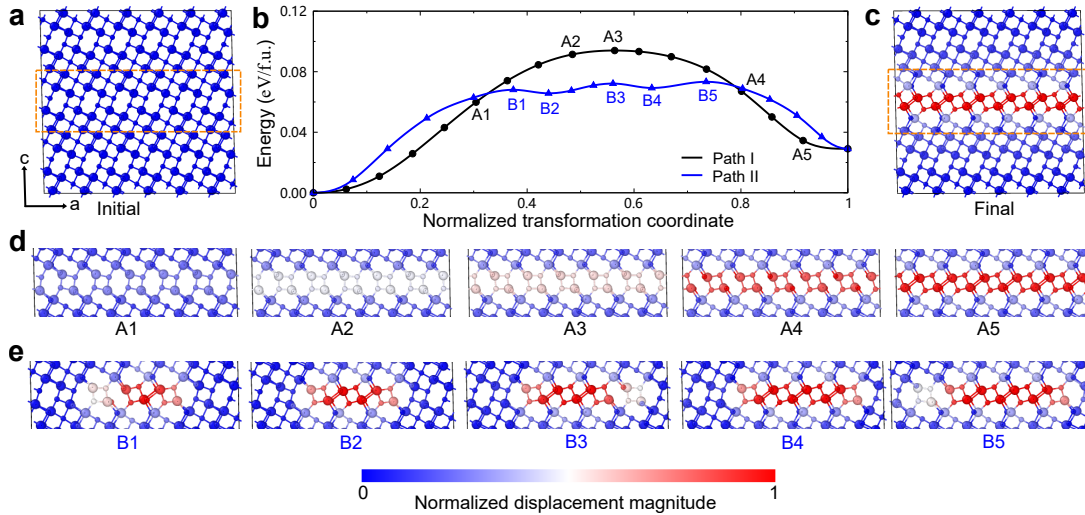 a
c
a
Initial
b
Energy (eV/f.u.)
0.12
0.08
0.04
0.00
A1
A2
A3
A4
A5
B1
B2
B3
B4
B5
Path I
Path II
0
0.2
0.4
0.6
0.8
1
Normalized transformation coordinate
c
Final
d
A1
A2
A3
A4
A5
e
B1
B2
B3
B4
B5
0
1
Normalized displacement magnitude